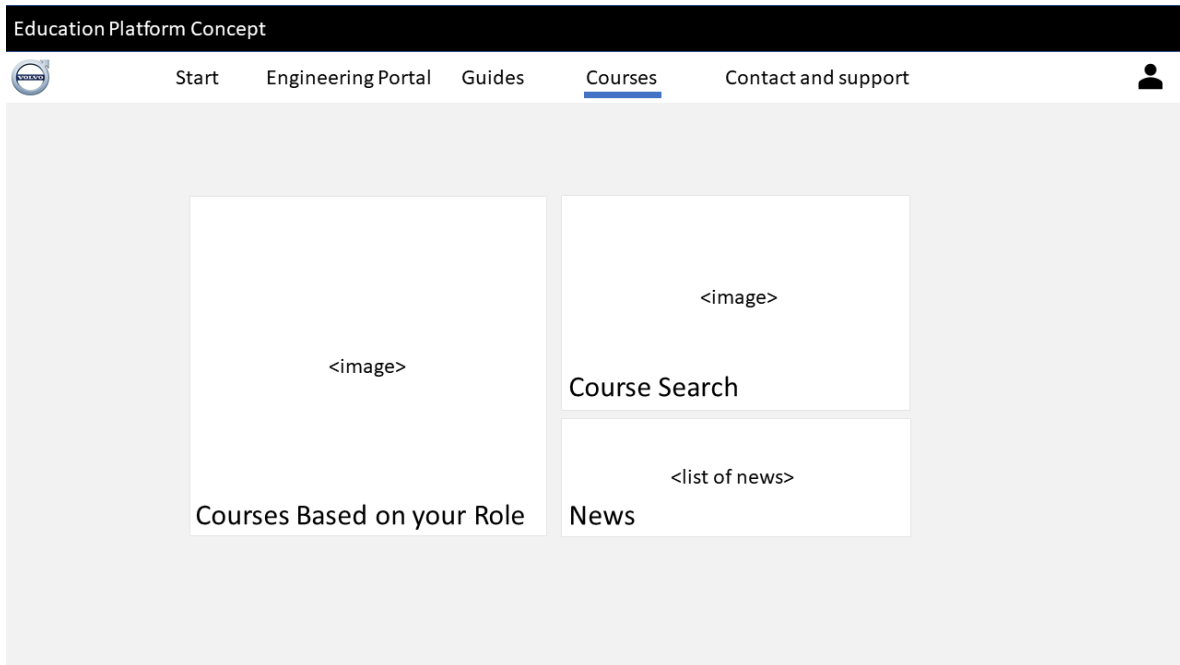 Education Platform Concept
VOLVO
Start
Engineering Portal
Guides
Courses
Contact and support
<image>
Courses Based on your Role
<image>
Course Search
<list of news>
News